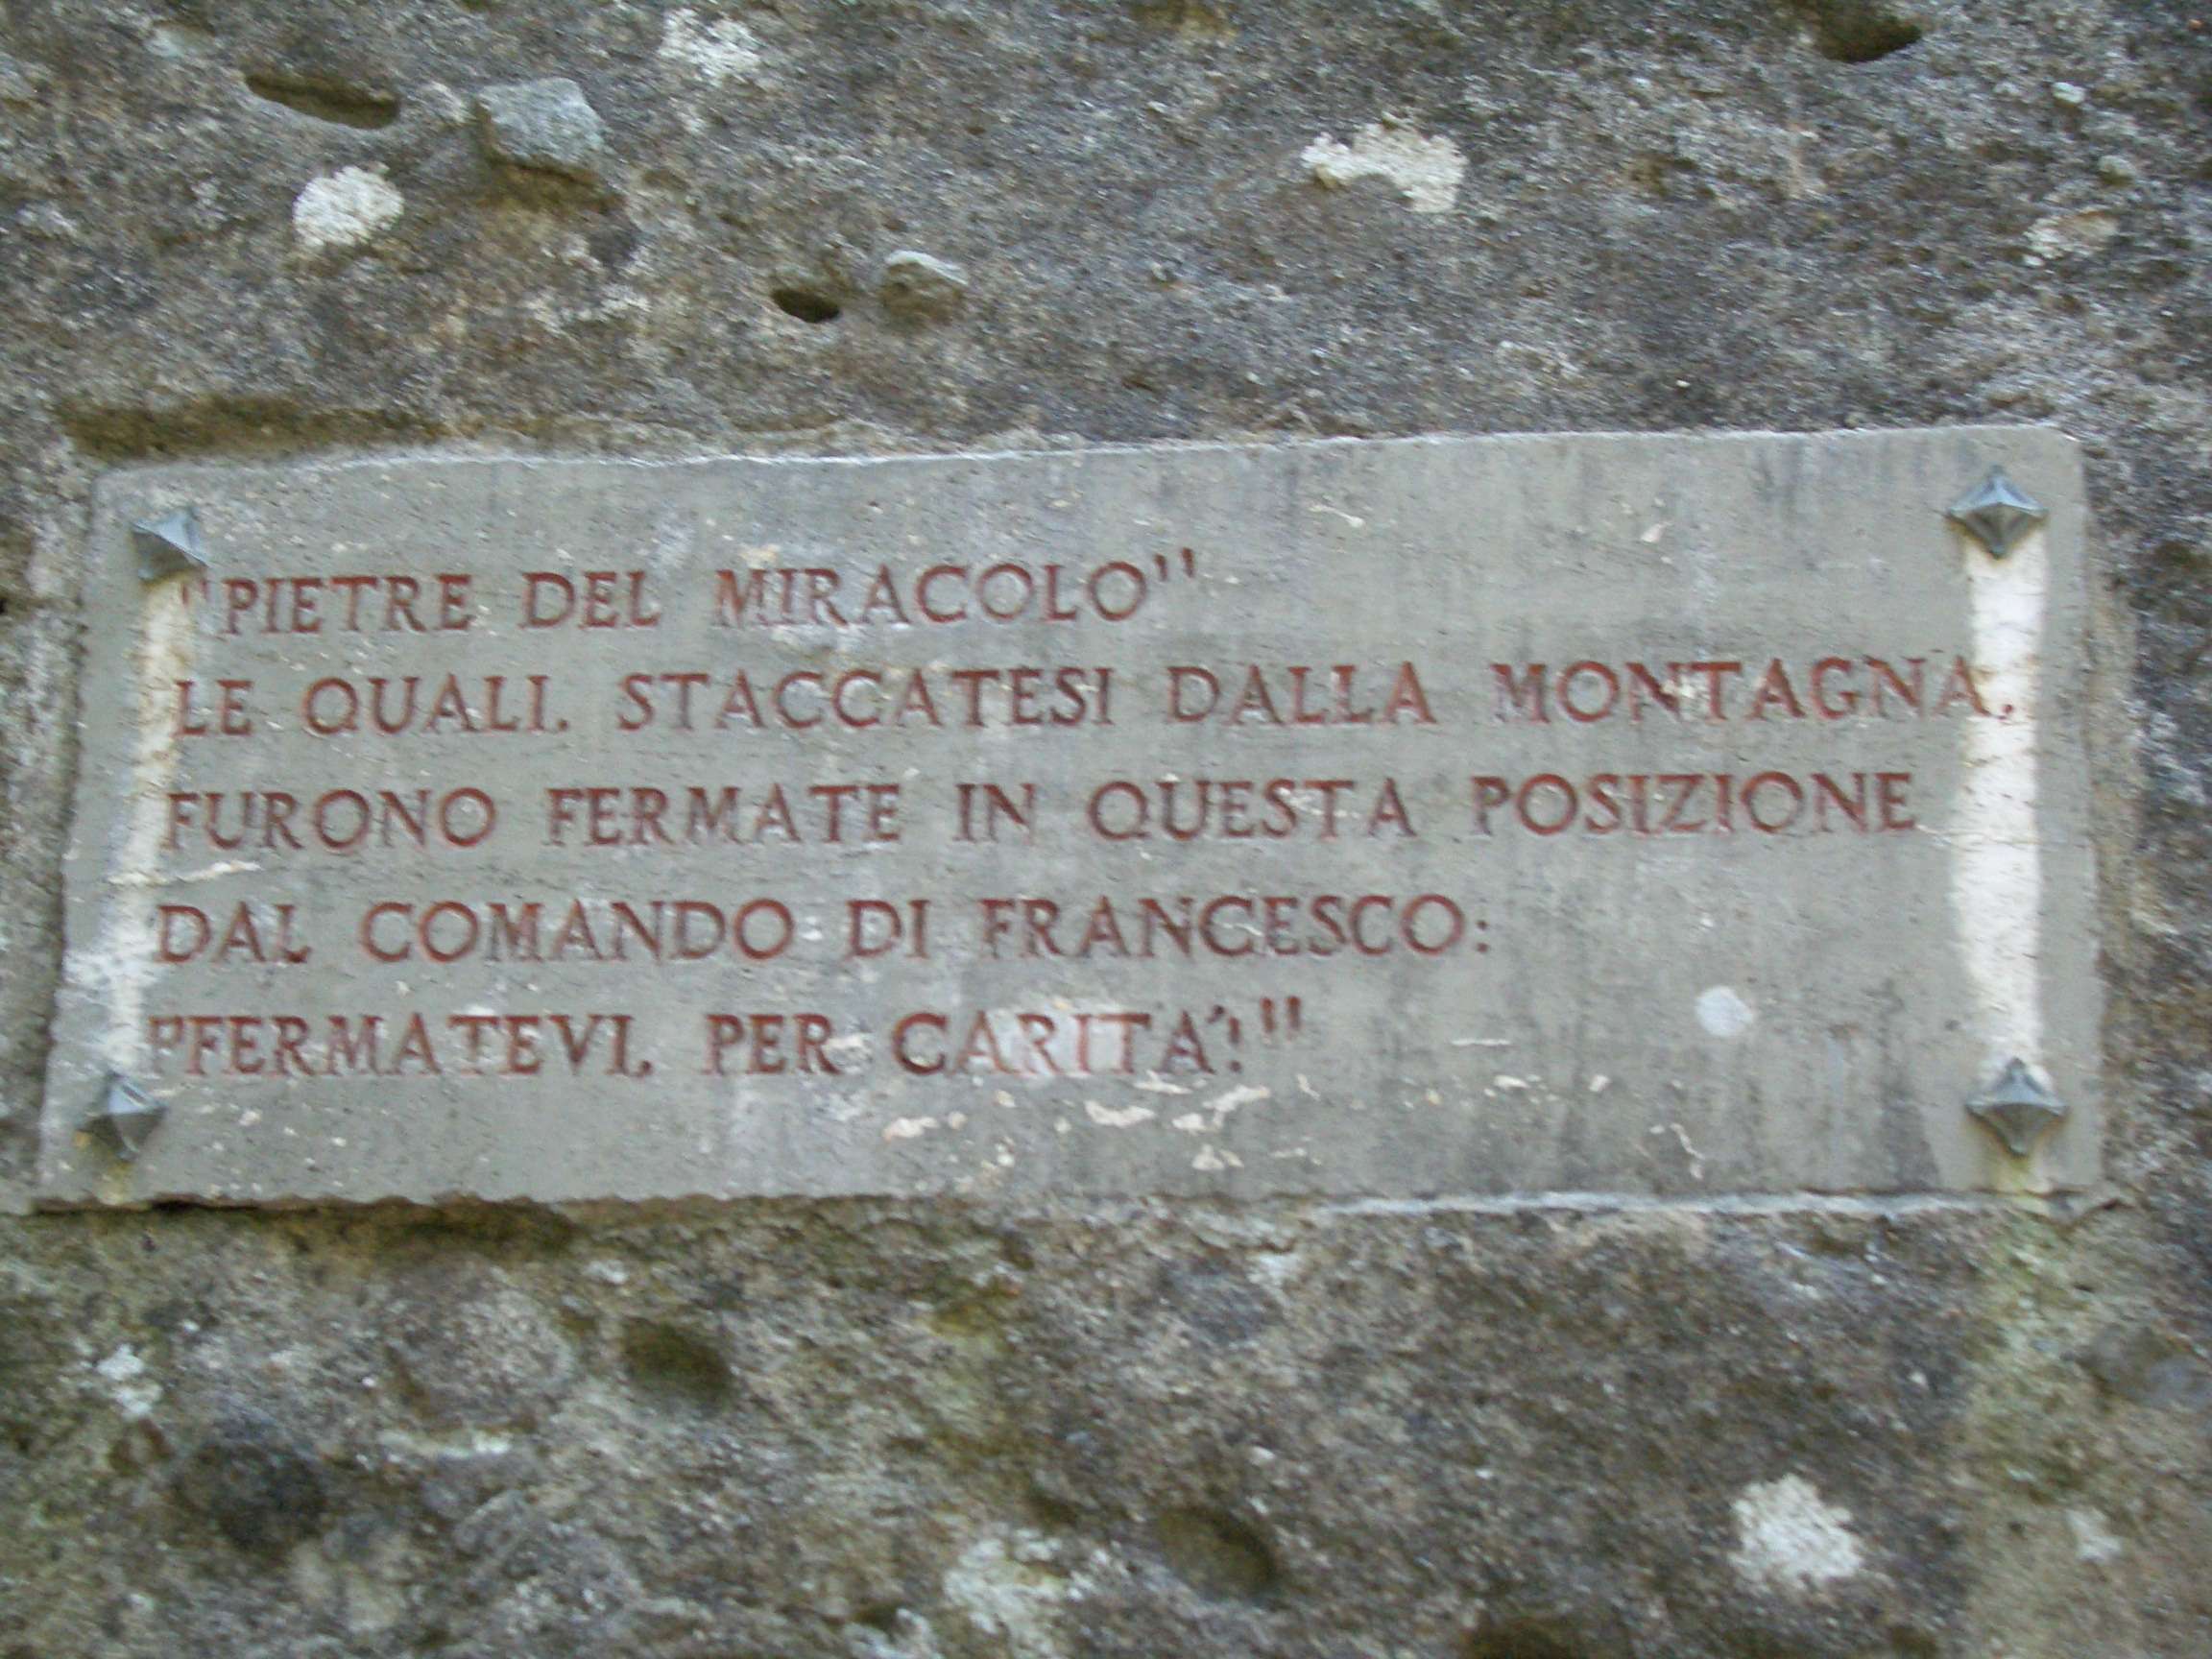 "PIETRE DEL MIRACOLO"
LE QUALI, STACCATESI DALLA MONTAGNA,
FURONO FERMATE IN QUESTA POSIZIONE
DAL COMANDO DI FRANCESCO:
"FERMATEVI, PER CARITA'!"